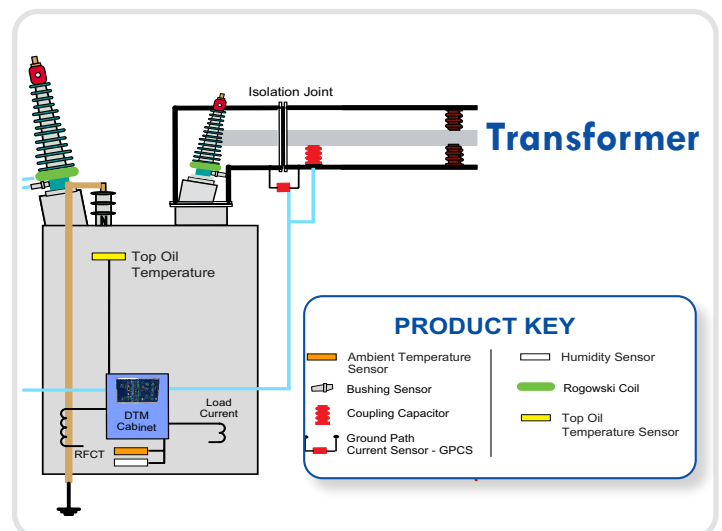 Isolation Joint
Transformer
N
Top Oil
Temperature
DTM
Cabinet
Load
Current
RFCT
PRODUCT KEY
Ambient Temperature
Sensor
Bushing Sensor
Coupling Capacitor
Ground Path
Current Sensor - GPCS
Humidity Sensor
Rogowski Coil
Top Oil
Temperature Sensor